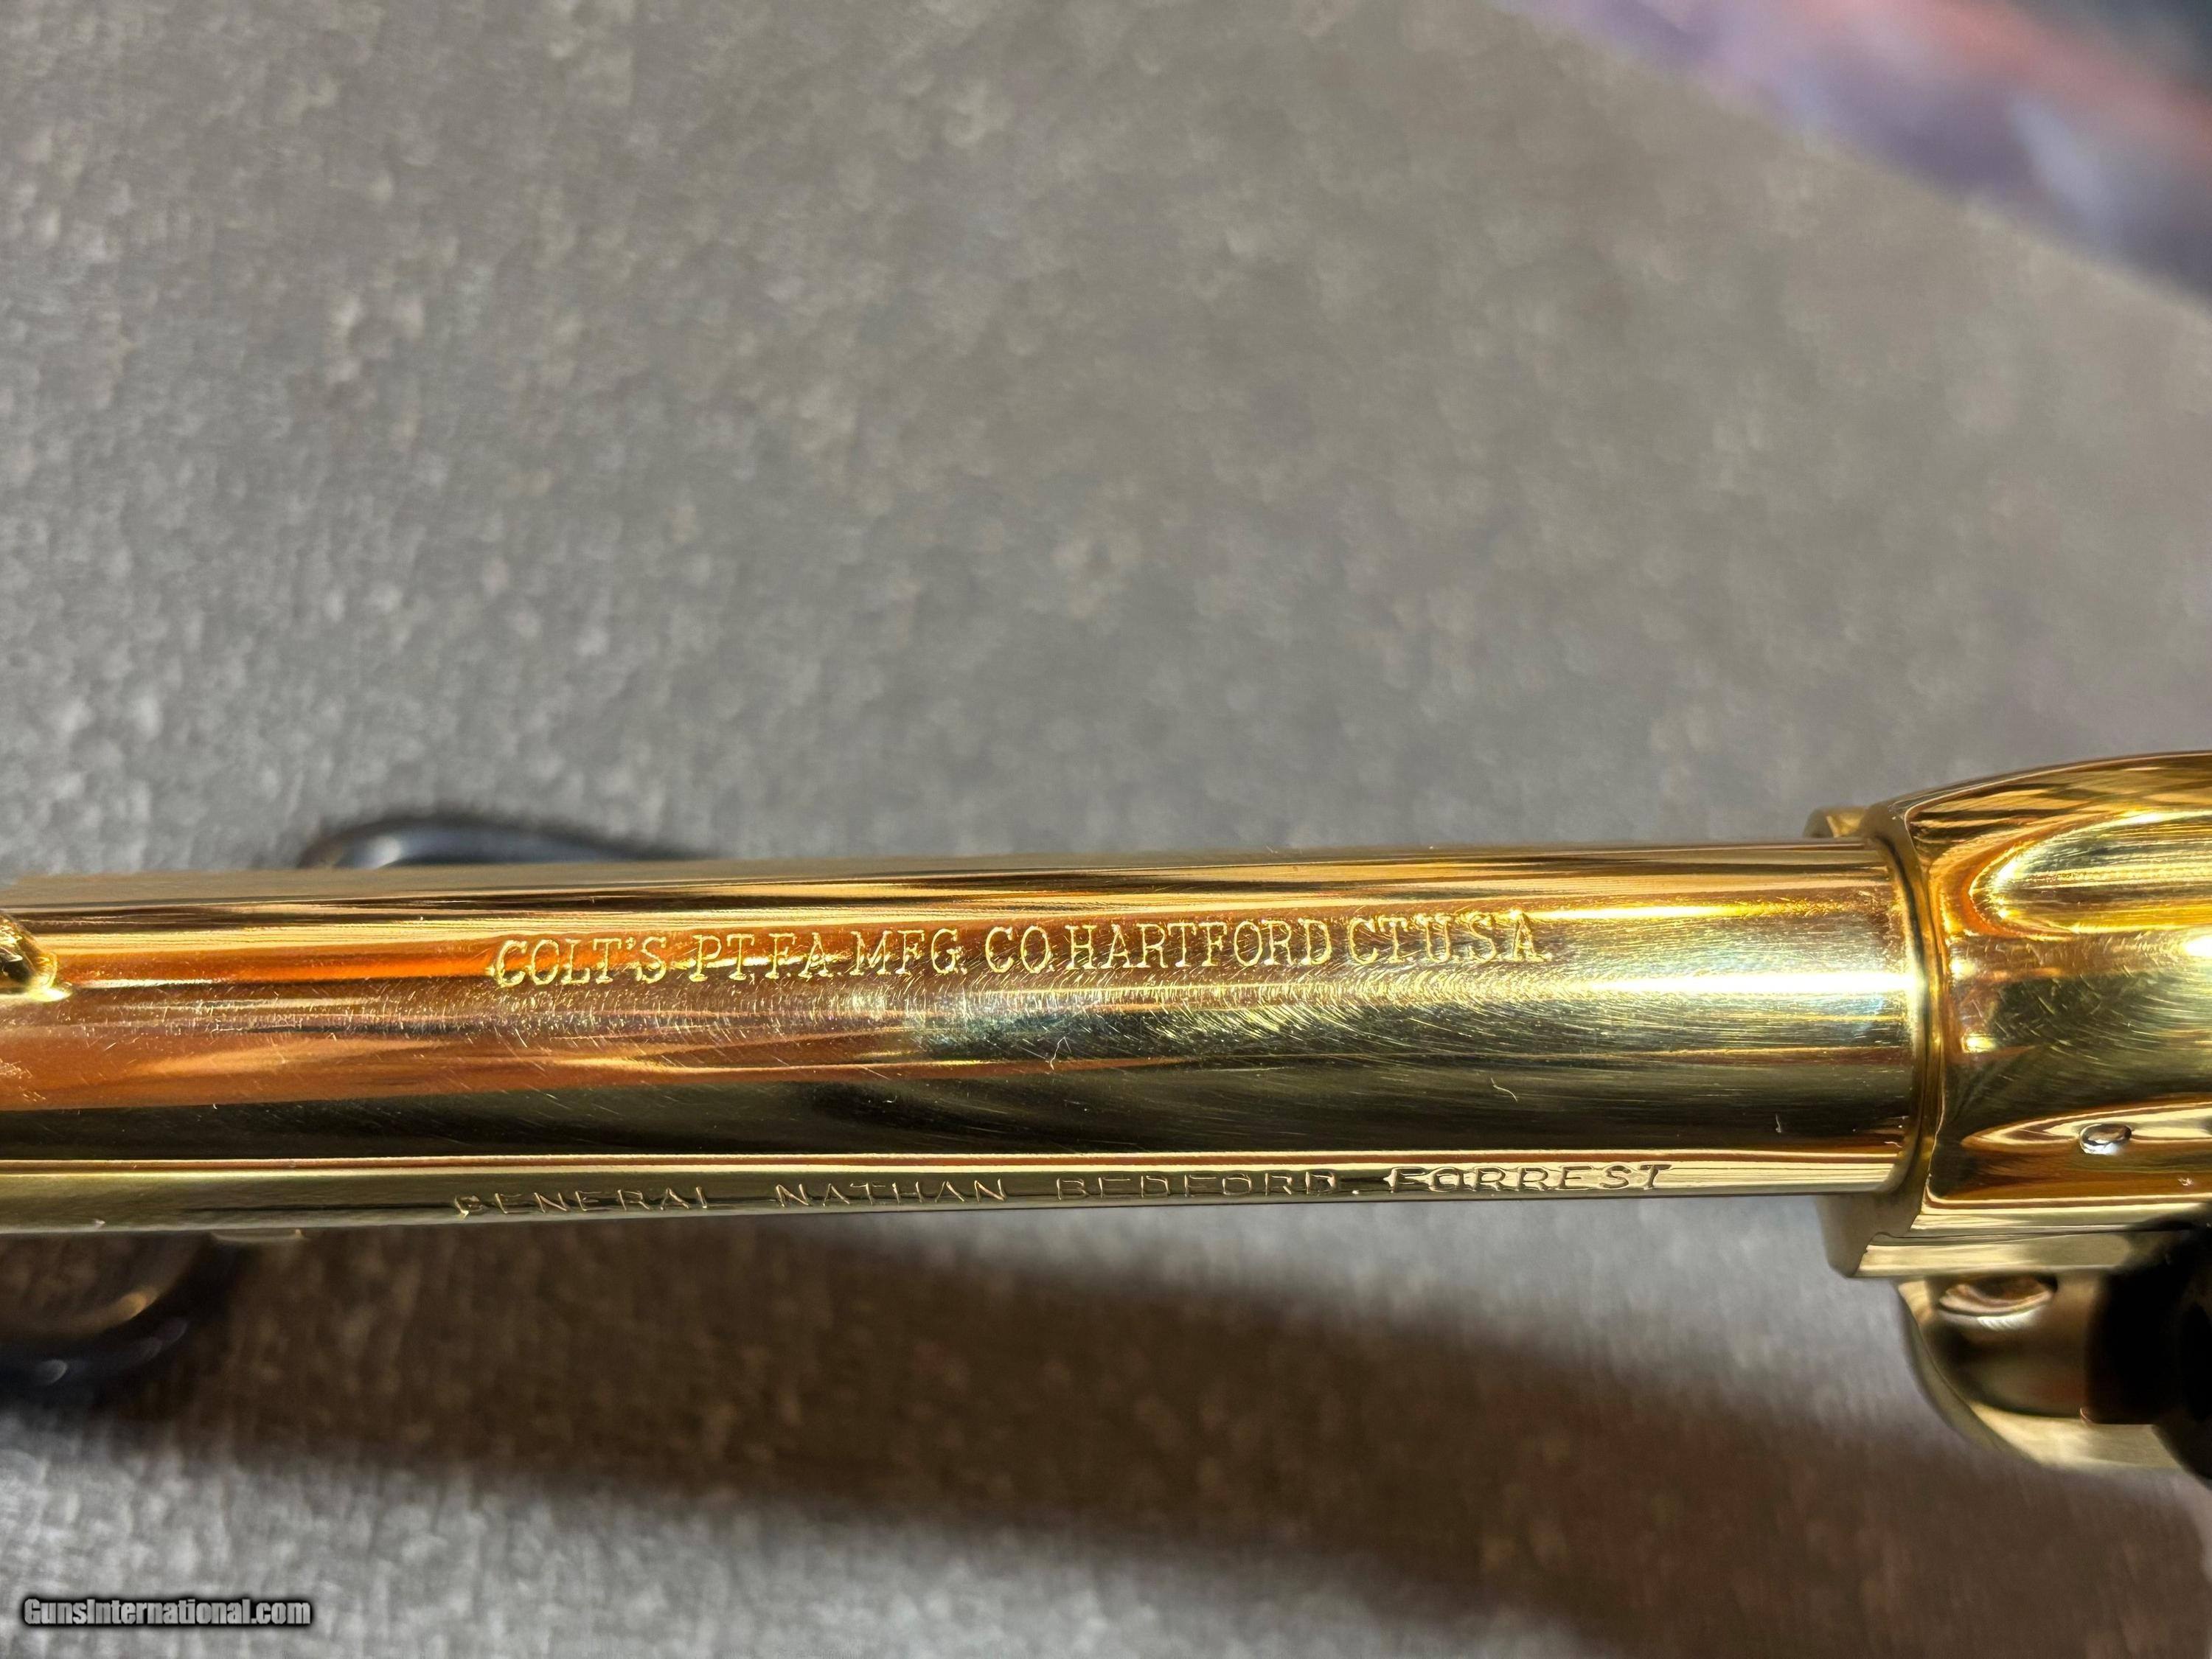 COLT'S PT.F.A. MFG. CO. HARTFORD CT. U.S.A.
GENERAL NATHAN BEDFORD FORREST
GunsInternational.com